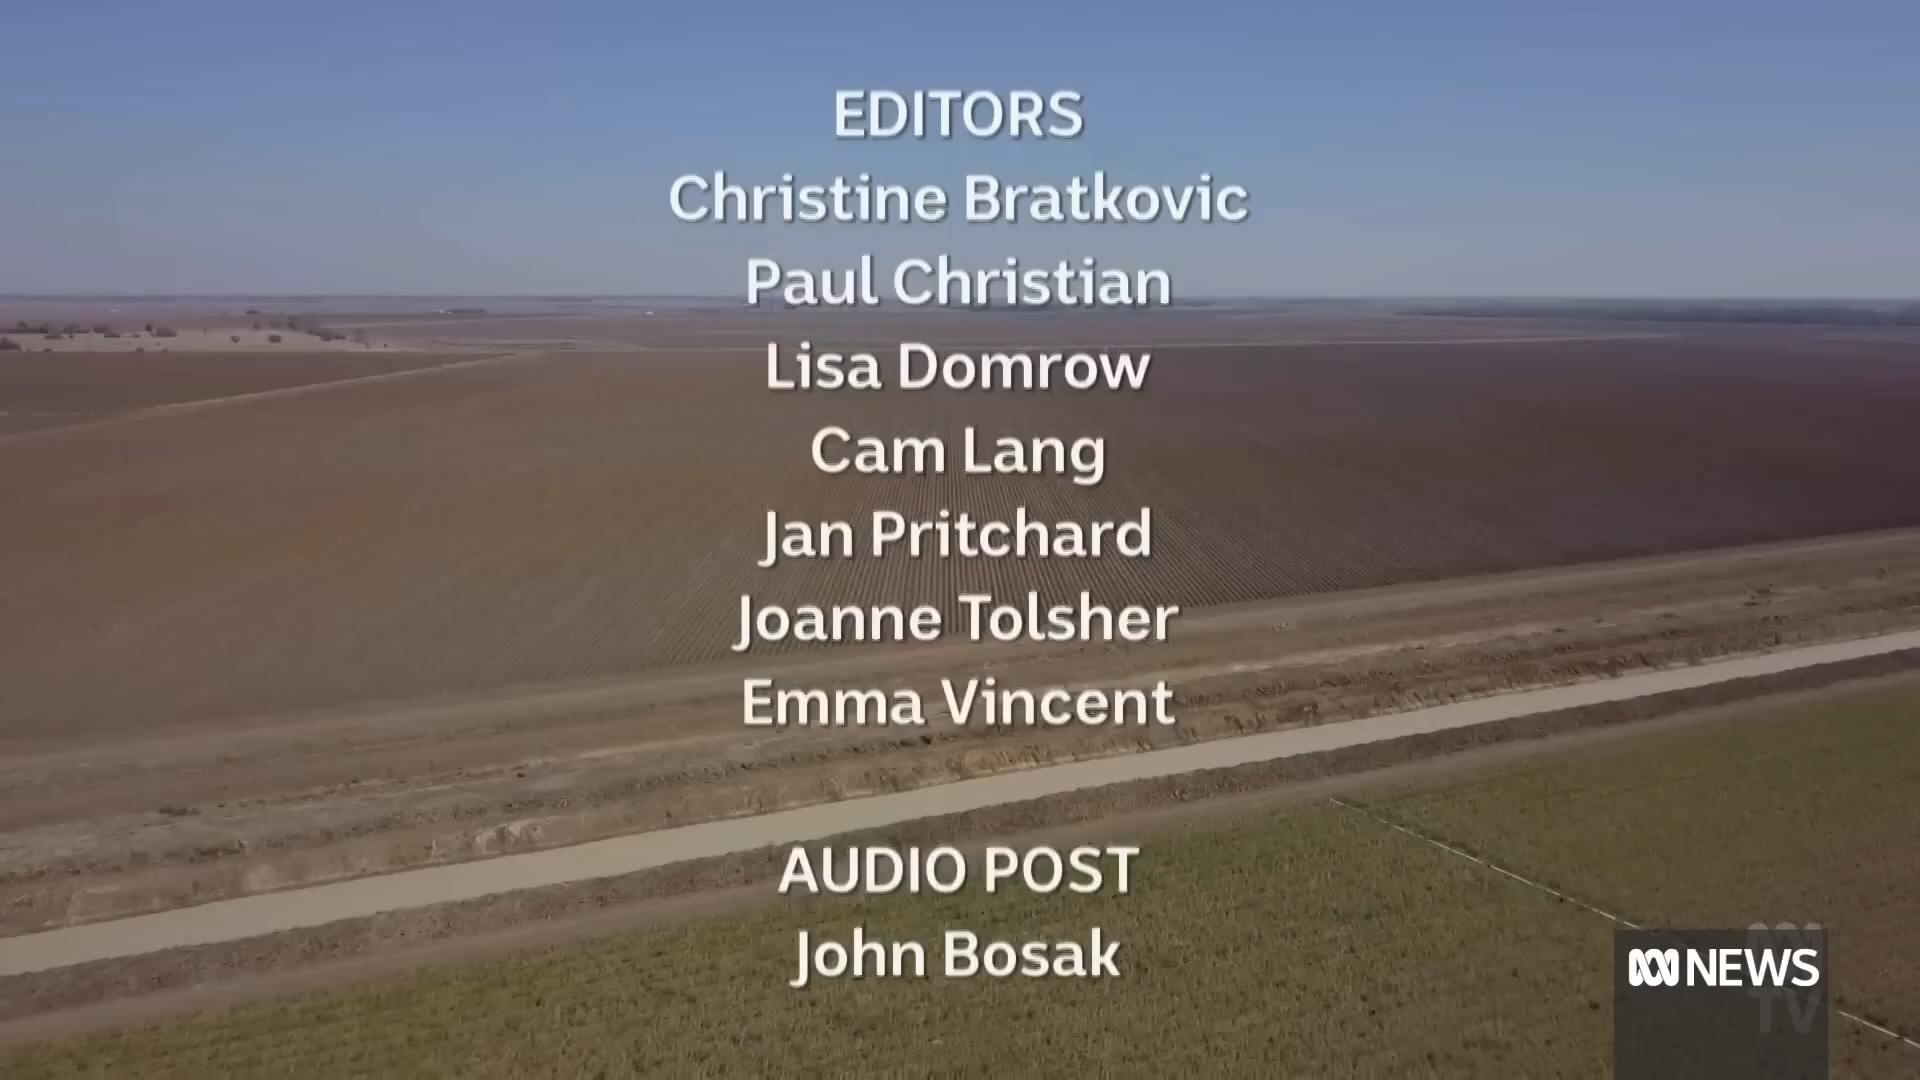 EDITORS
Christine Bratkovic
Paul Christian
Lisa Domrow
Cam Lang
Jan Pritchard
Joanne Tolsher
Emma Vincent
AUDIO POST
John Bosak
NEWS
TV